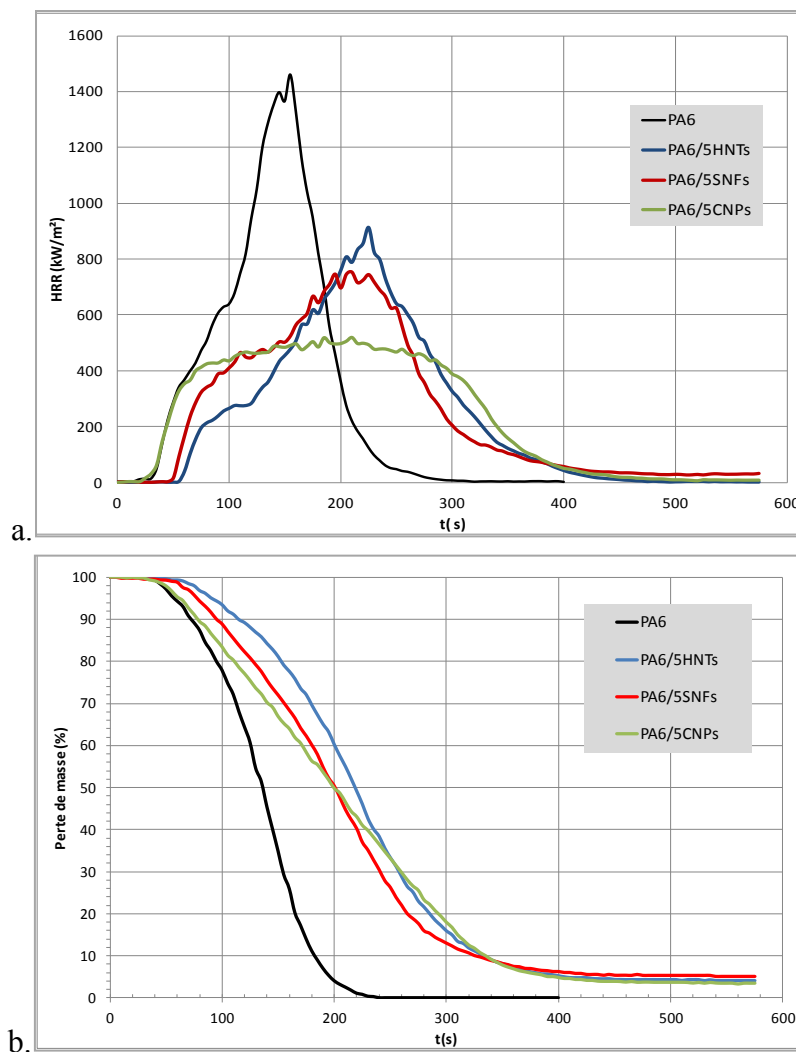 1600
1400
1200
1000
800
600
400
200
0
HRR (kW/m²)
PA6
PA6/5HNTs
PA6/5SNFs
PA6/5CNPs
0 100 200 300 400 500 600
t( s)
a.
100
90
80
70
60
50
40
30
20
10
0
Perte de masse (%)
PA6
PA6/5HNTs
PA6/5SNFs
PA6/5CNPs
0 100 200 300 400 500 600
t(s)
b.